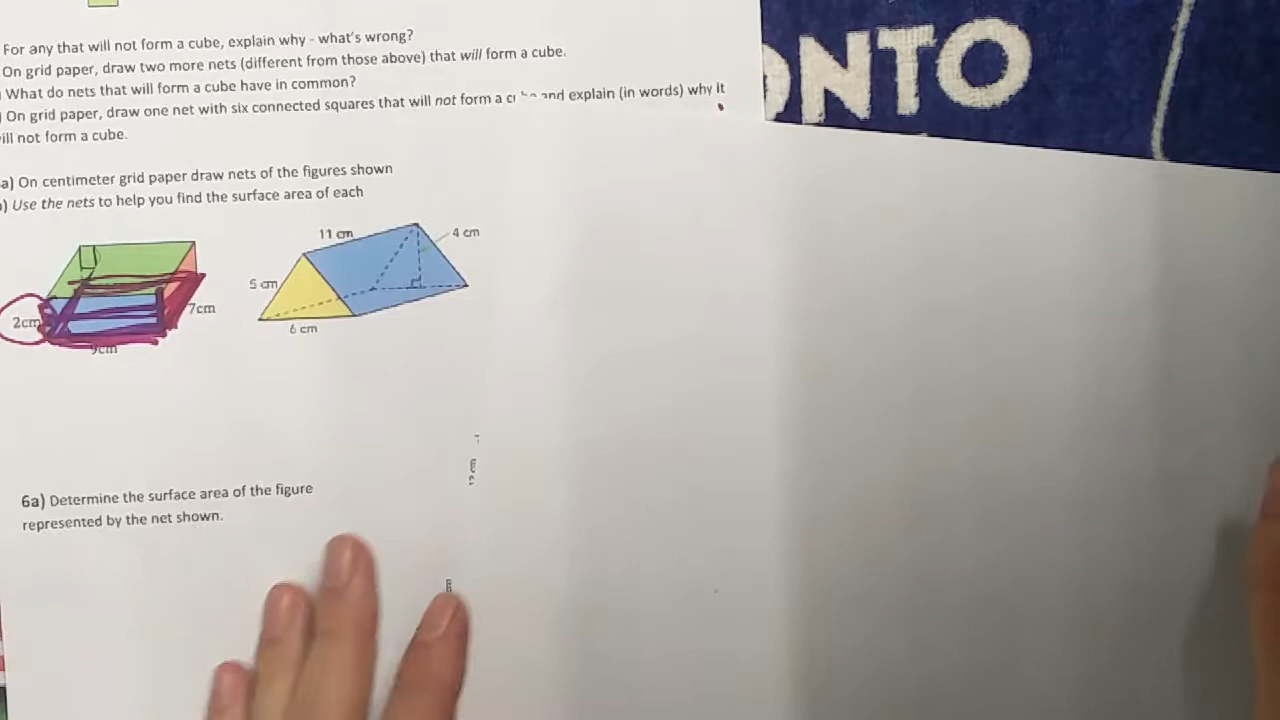 For any that will not form a cube, explain why - what's wrong?
On grid paper, draw two more nets (different from those above) that will form a cube.
What do nets that will form a cube have in common?
) On grid paper, draw one net with six connected squares that will not form a and explain (in words) why it
ill not form a cube.
ONTO
a) On centimeter grid paper draw nets of the figures shown
) Use the nets to help you find the surface area of each
11 cm
4 cm
5 cm
7cm
2cm
6 cm
9cm
6a) Determine the surface area of the figure
represented by the net shown.